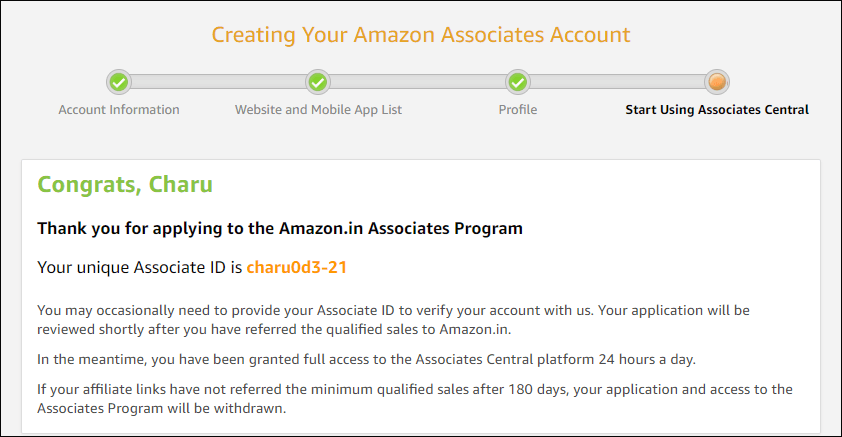 Creating Your Amazon Associates Account
Account Information
Website and Mobile App List
Profile
Start Using Associates Central
Congrats, Charu
Thank you for applying to the Amazon.in Associates Program
Your unique Associate ID is charu0d3-21
You may occasionally need to provide your Associate ID to verify your account with us. Your application will be
reviewed shortly after you have referred the qualified sales to Amazon.in.
In the meantime, you have been granted full access to the Associates Central platform 24 hours a day.
If your affiliate links have not referred the minimum qualified sales after 180 days, your application and access to the
Associates Program will be withdrawn.